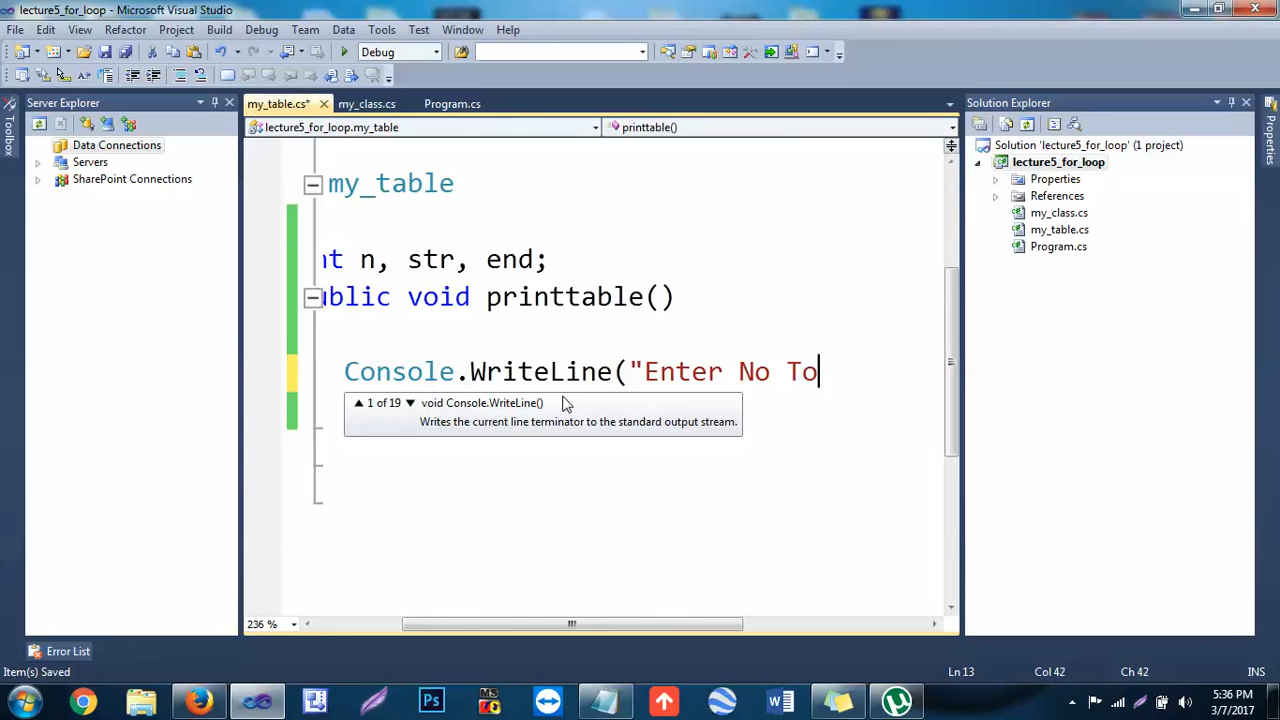 lecture5_for_loop - Microsoft Visual Studio
File Edit View Refactor Project Build Debug Team Data Tools Test Window Help
Debug
Server Explorer
my_table.cs* my_class.cs Program.cs
Solution Explorer
Toolbox
lecture5_for_loop.my_table
printtable()
Properties
Data Connections
Servers
SharePoint Connections
my_table
nt n, str, end;
ublic void printtable()
Console.WriteLine("Enter No To
1 of 19 void Console.WriteLine()
Writes the current line terminator to the standard output stream.
Solution 'lecture5_for_loop' (1 project)
lecture5_for_loop
Properties
References
my_class.cs
my_table.cs
Program.cs
236 %
Error List
Item(s) Saved
Ln 13 Col 42 Ch 42 INS
Ps
MS
W
5:36 PM
3/7/2017